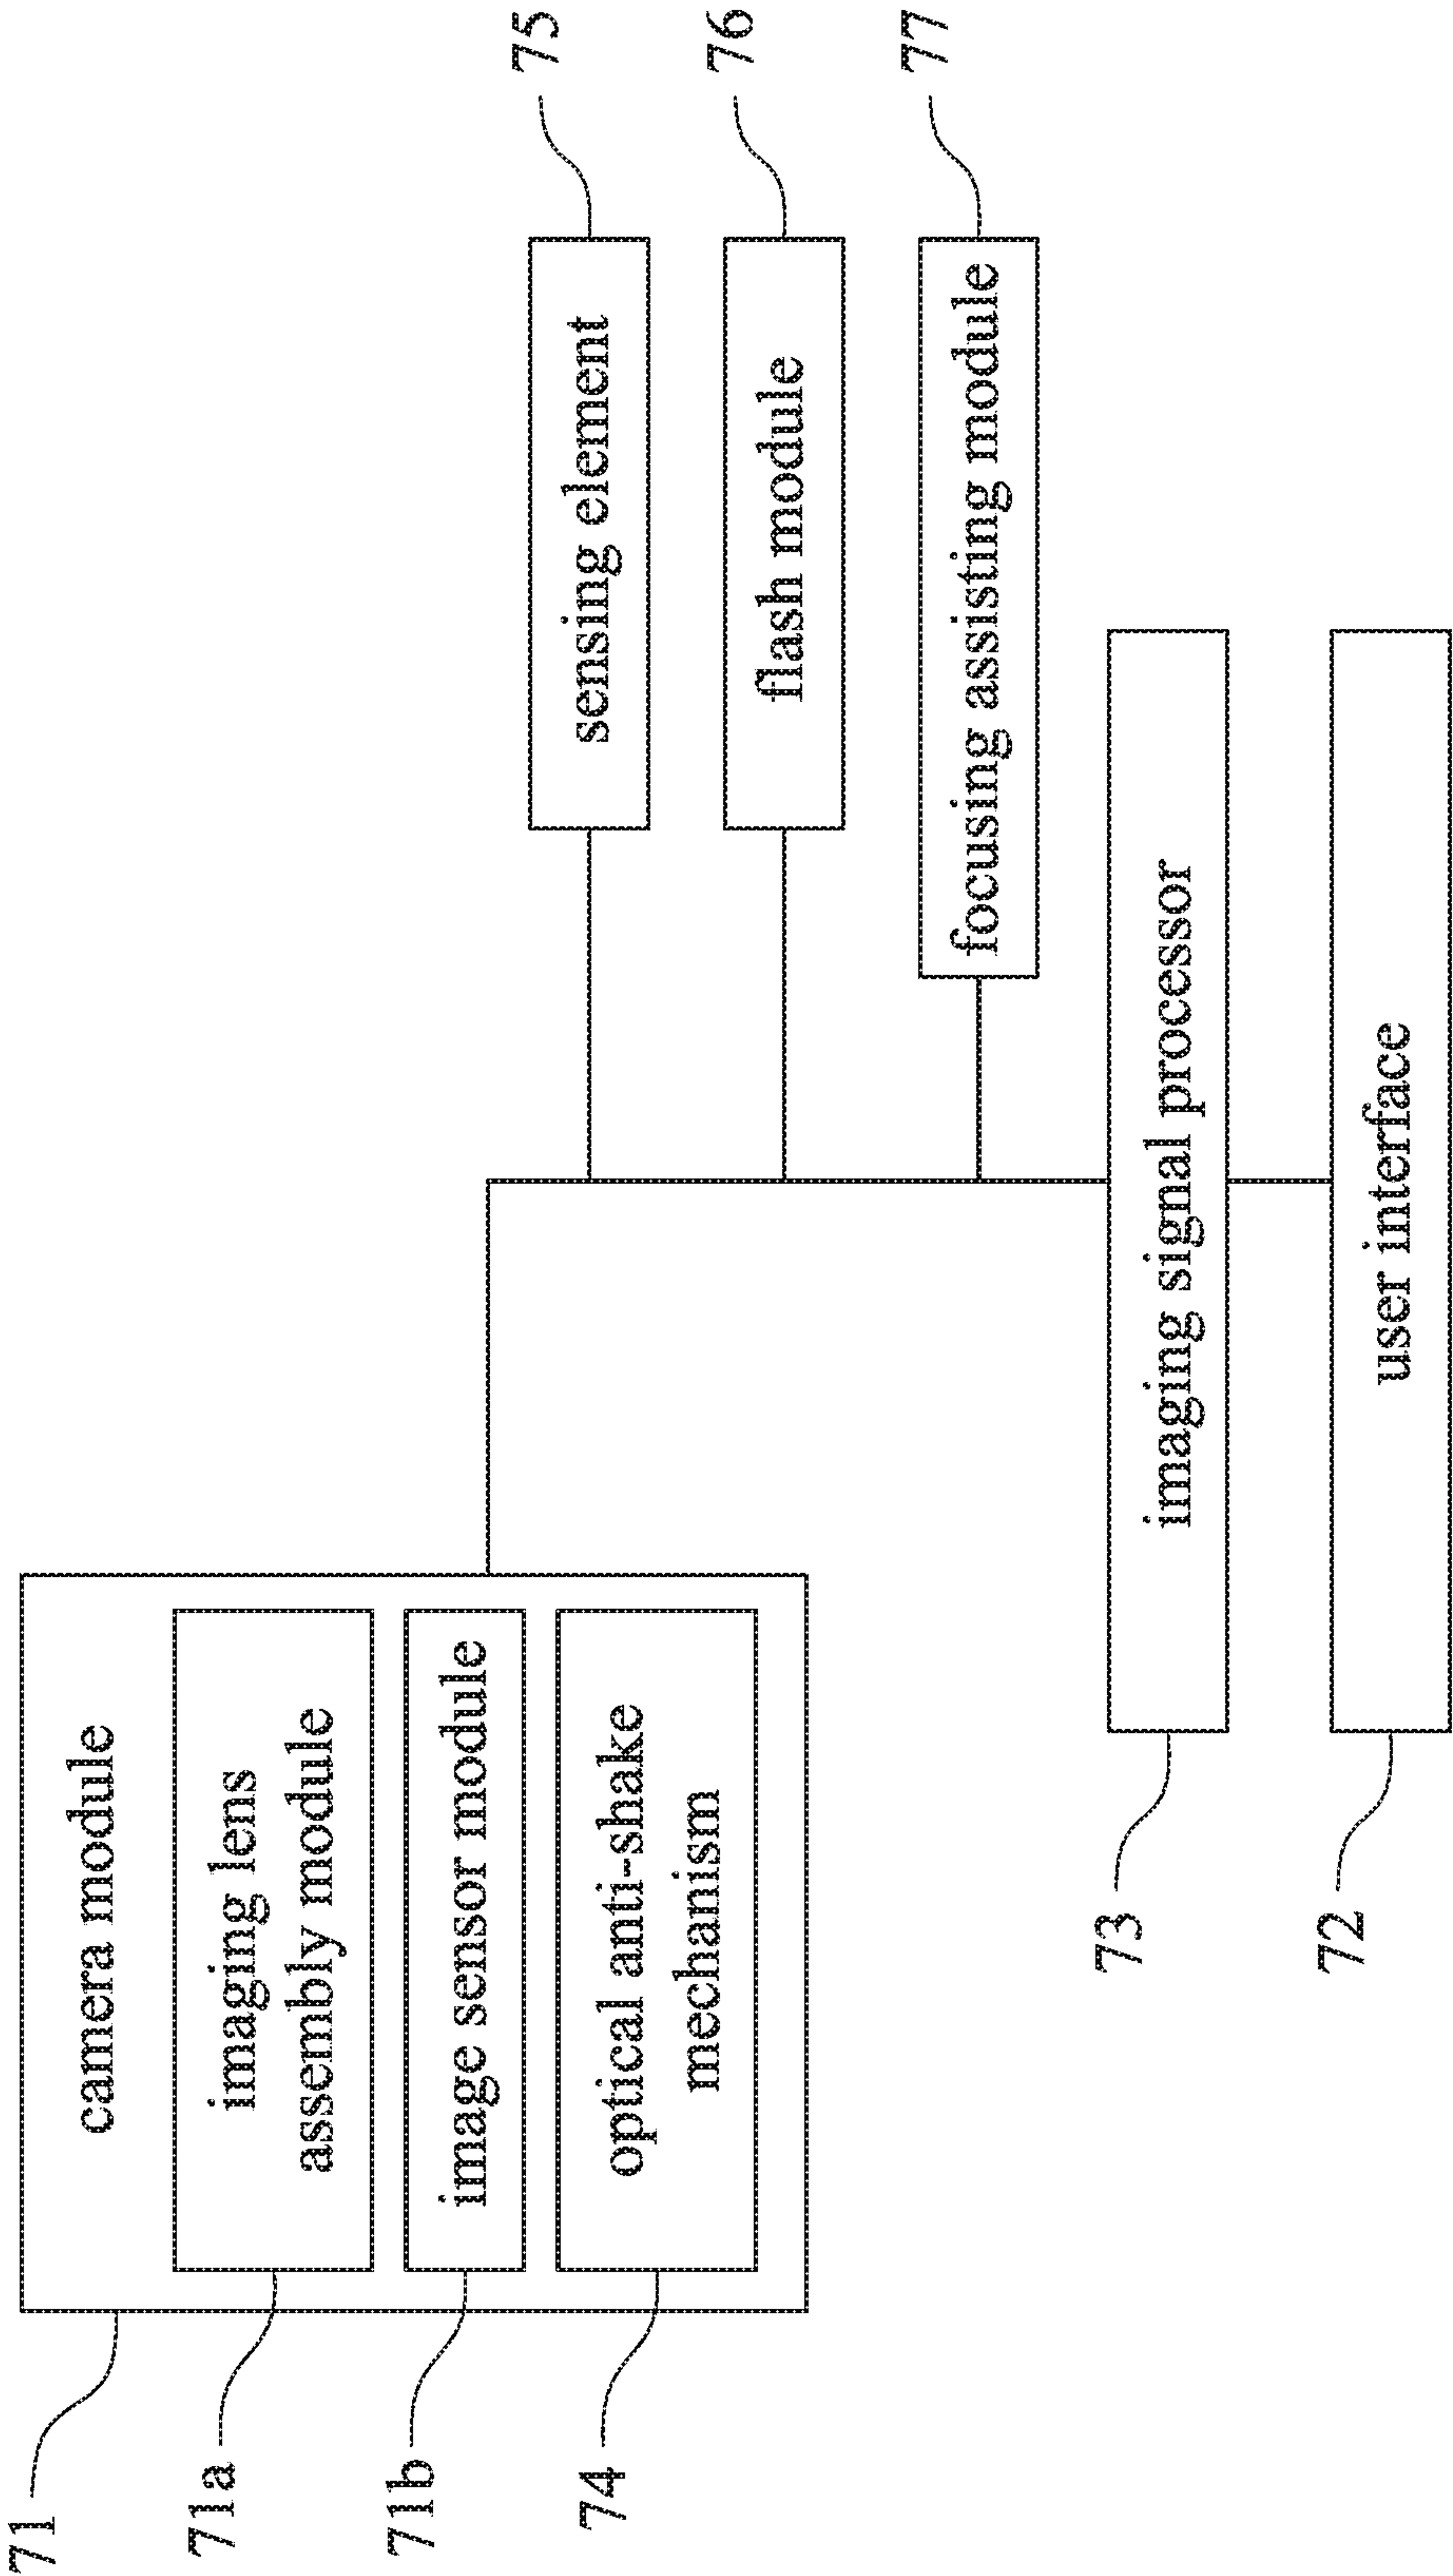 71
camera module
71a
imaging lens
assembly module
71b
image sensor module
74
optical anti-shake
mechanism
sensing element
75
flash module
76
focusing assisting module
77
73
imaging signal processor
72
user interface